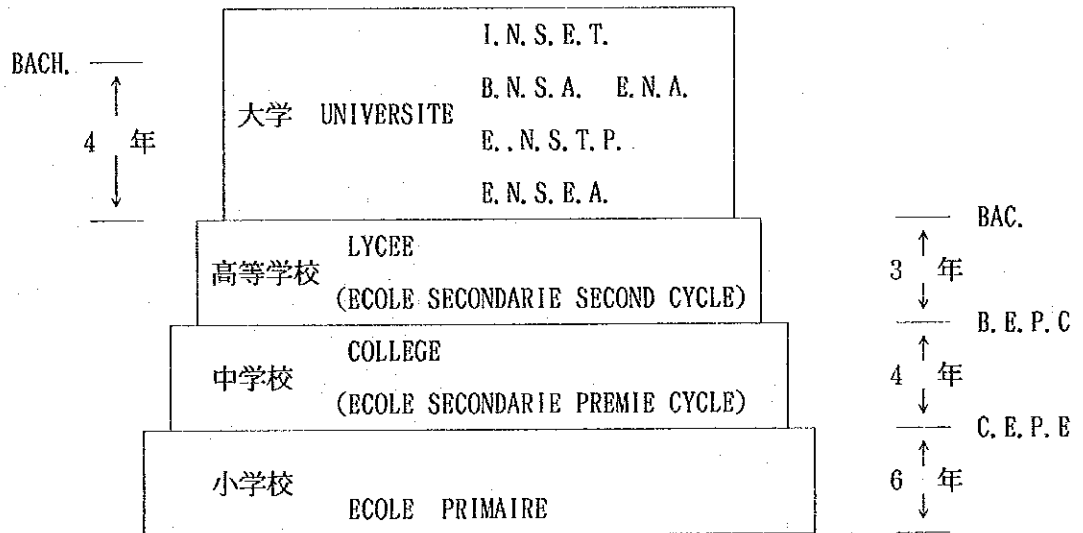 I.N.S.E.T.
BACH.
B.N.S.A. E.N.A.
大学 UNIVERSITE
4 年
E..N.S.T.P.
E.N.S.E.A.
BAC.
LYCEE
高等学校
3 年
(ECOLE SECONDARIE SECOND CYCLE)
B.E.P.C
COLLEGE
中学校
4 年
(ECOLE SECONDARIE PREMIE CYCLE)
C.E.P.E
小学校
6 年
ECOLE PRIMAIRE